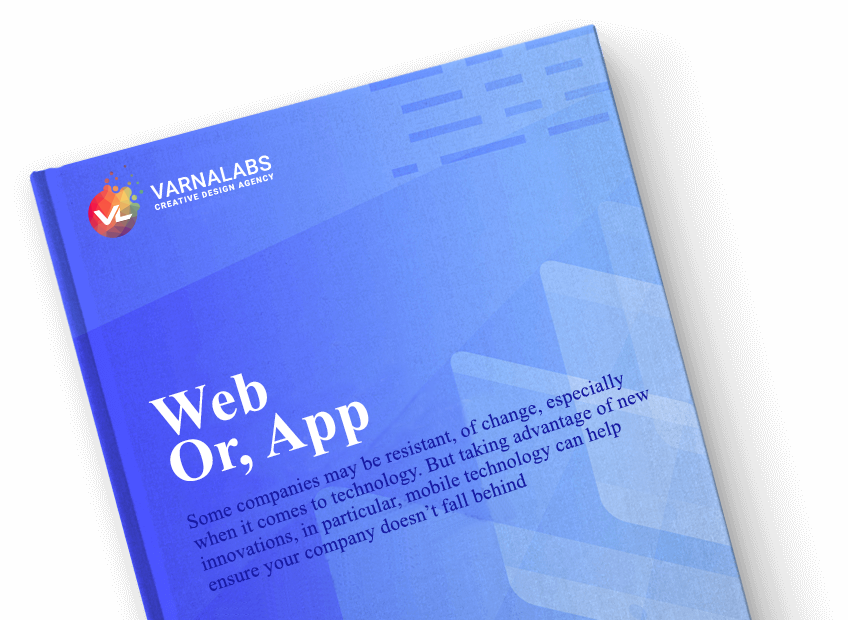 VL
VARNALABS
CREATIVE DESIGN AGENCY
Web
Or, App
Some companies may be resistant, of change, especially
when it comes to technology. But taking advantage of new
innovations, in particular, mobile technology can help
ensure your company doesn't fall behind